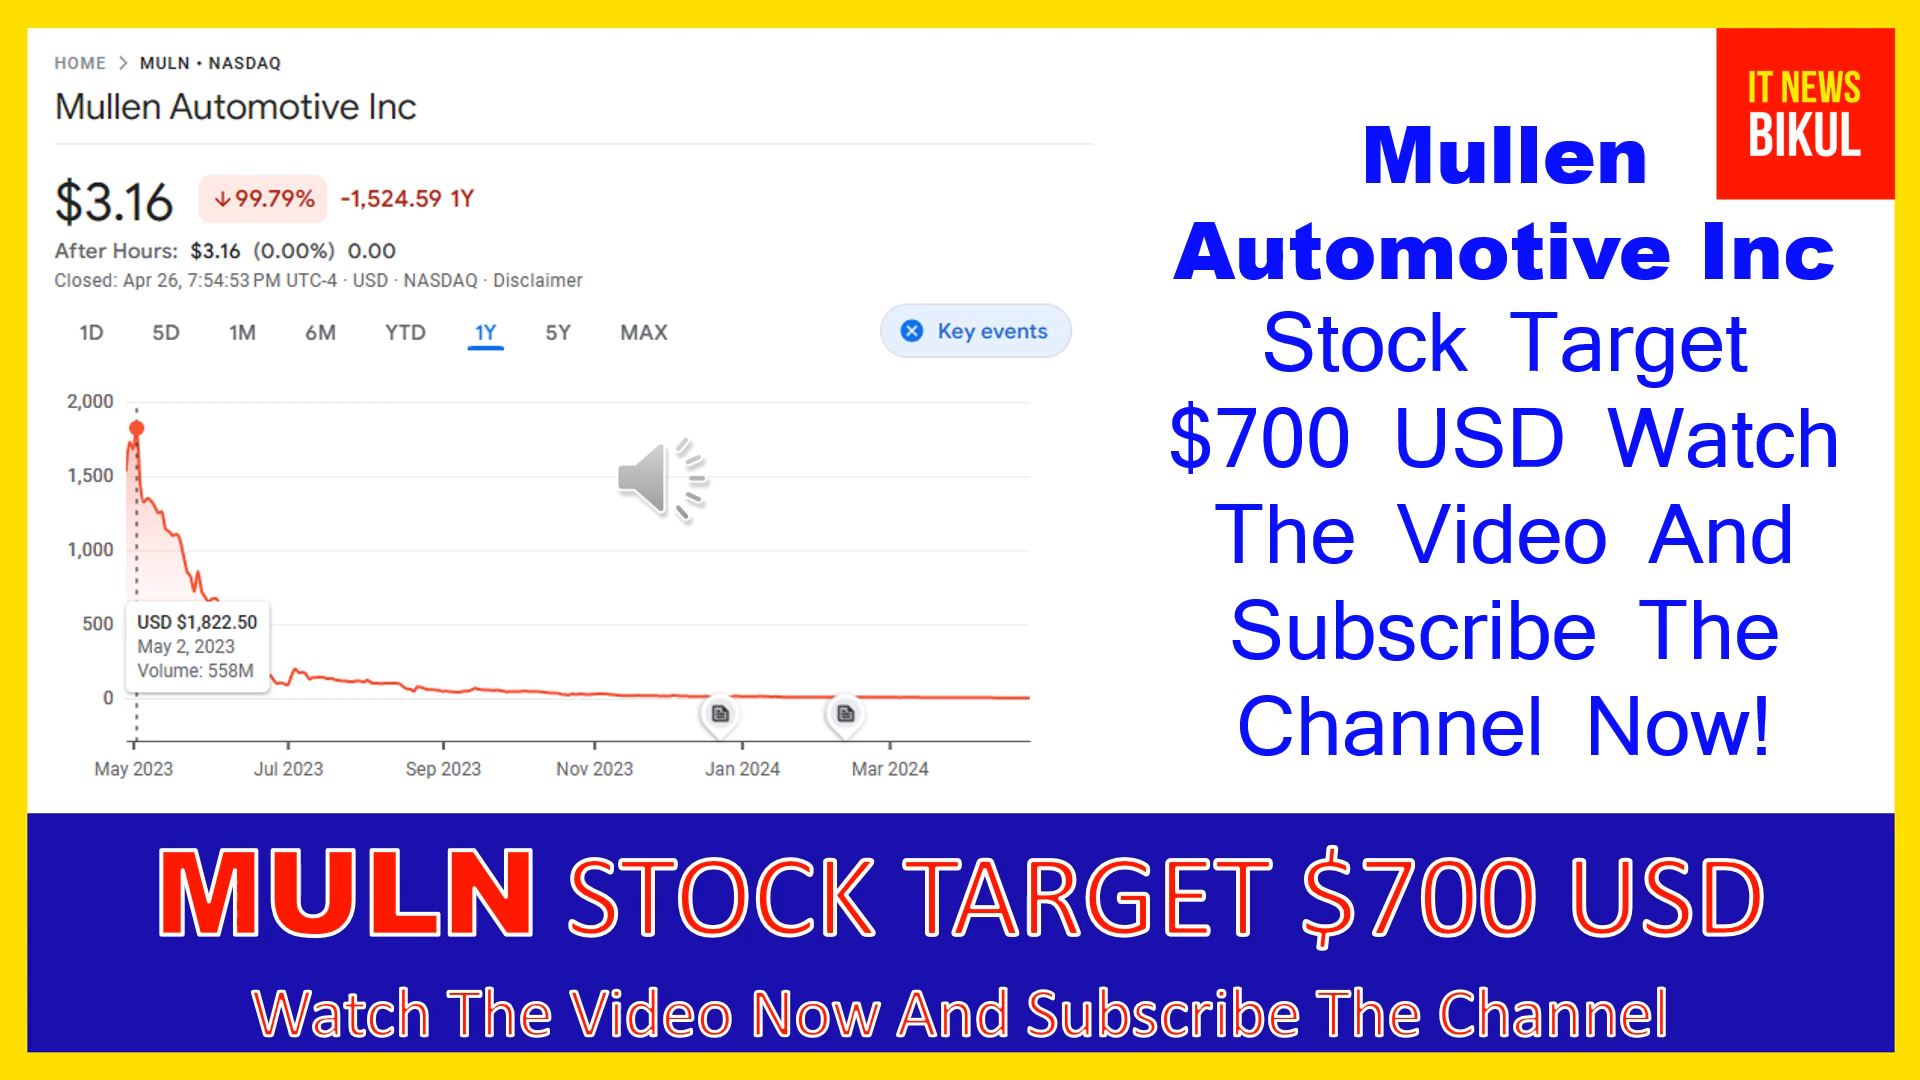 HOME > MULN • NASDAQ
Mullen Automotive Inc
$3.16 ↓99.79% -1,524.59 1Y
After Hours: $3.16 (0.00%) 0.00
Closed: Apr 26, 7:54:53 PM UTC-4 · USD · NASDAQ · Disclaimer
1D 5D 1M 6M YTD 1Y 5Y MAX
Key events
2,000
1,500
1,000
500
0
USD $1,822.50
May 2, 2023
Volume: 558M
May 2023 Jul 2023 Sep 2023 Nov 2023 Jan 2024 Mar 2024
IT NEWS
BIKUL
Mullen
Automotive Inc
Stock Target
$700 USD Watch
The Video And
Subscribe The
Channel Now!
MULN STOCK TARGET $700 USD
Watch The Video Now And Subscribe The Channel